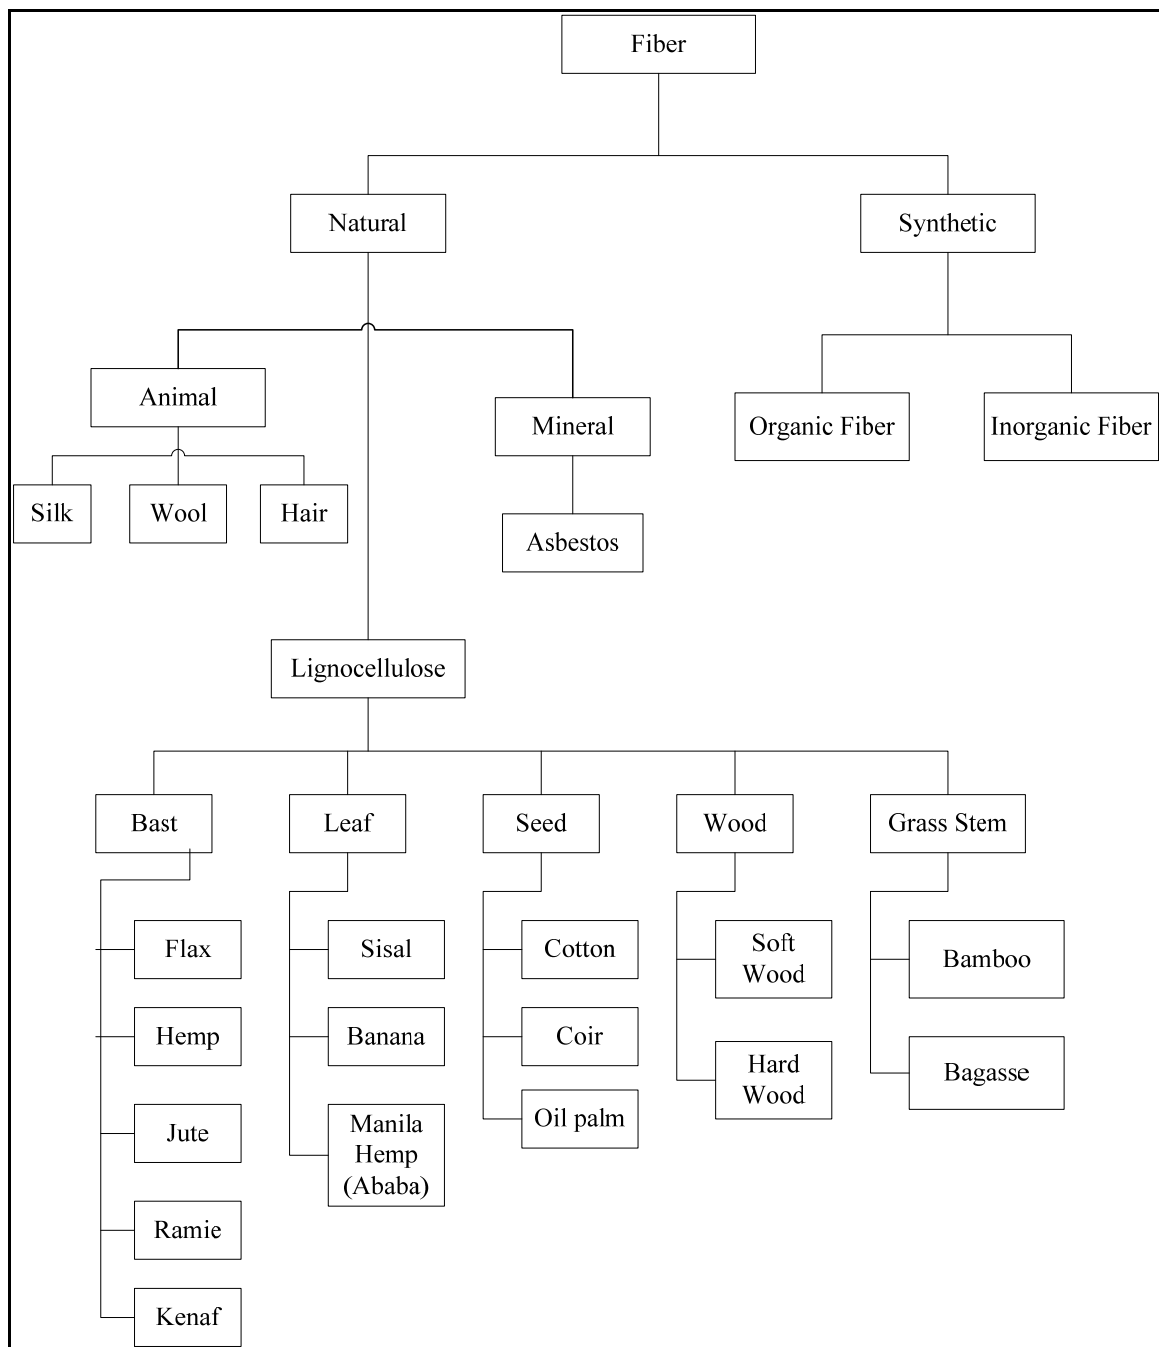 Fiber
Natural
Synthetic
Animal
Mineral
Organic Fiber
Inorganic Fiber
Silk
Wool
Hair
Asbestos
Lignocellulose
Bast
Leaf
Seed
Wood
Grass Stem
Flax
Hemp
Jute
Ramie
Kenaf
Sisal
Banana
Manila
Hemp
(Ababa)
Cotton
Coir
Oil palm
Soft
Wood
Hard
Wood
Bamboo
Bagasse